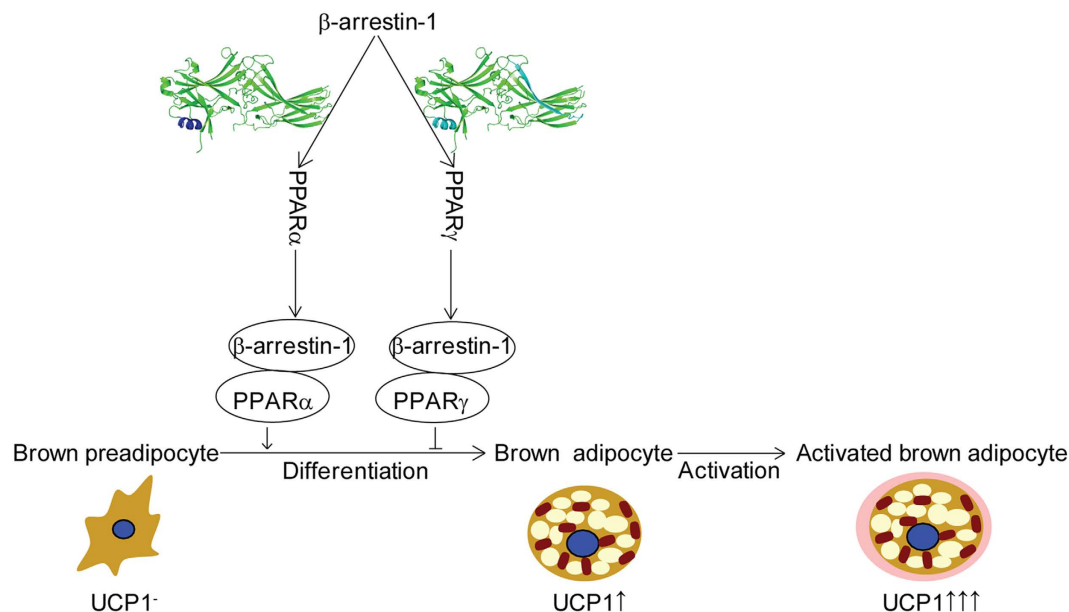 β-arrestin-1
PPARα
PPARγ
β-arrestin-1
β-arrestin-1
PPARα
PPARγ
Brown preadipocyte
Differentiation
Brown adipocyte
Activation
Activated brown adipocyte
UCP1⁻
UCP1↑
UCP1↑↑↑